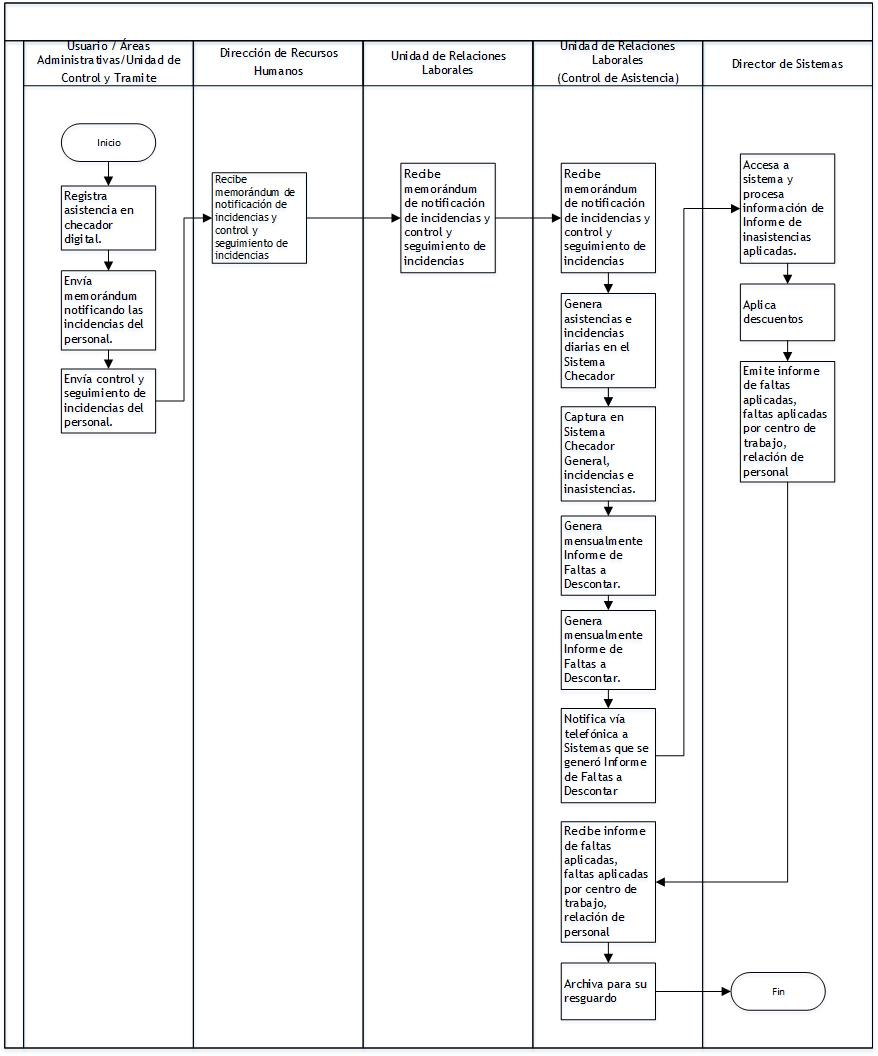 Usuario / Áreas
Administrativas/Unidad de
Control y Tramite
Dirección de Recursos
Humanos
Unidad de Relaciones
Laborales
Unidad de Relaciones
Laborales
(Control de Asistencia)
Director de Sistemas
Inicio
Registra
asistencia en
checador
digital.
Envía
memorándum
notificando las
incidencias del
personal.
Envía control y
seguimiento de
incidencias del
personal.
Recibe
memorándum de
notificación de
incidencias y
control y
seguimiento de
incidencias
Recibe
memorándum
de notificación
de incidencias y
control y
seguimiento de
incidencias
Recibe
memorándum
de notificación
de incidencias y
control y
seguimiento de
incidencias
Genera
asistencias e
incidencias
diarias en el
Sistema
Checador
Captura en
Sistema
Checador
General,
incidencias e
inasistencias.
Genera
mensualmente
Informe de
Faltas a
Descontar.
Genera
mensualmente
Informe de
Faltas a
Descontar.
Notifica vía
telefónica a
Sistemas que se
generó Informe
de Faltas a
Descontar
Accesa a
sistema y
procesa
información de
Informe de
inasistencias
aplicadas.
Aplica
descuentos
Emite informe
de faltas
aplicadas,
faltas aplicadas
por centro de
trabajo,
relación de
personal
Recibe informe
de faltas
aplicadas,
faltas aplicadas
por centro de
trabajo,
relación de
personal
Archiva para su
resguardo
Fin